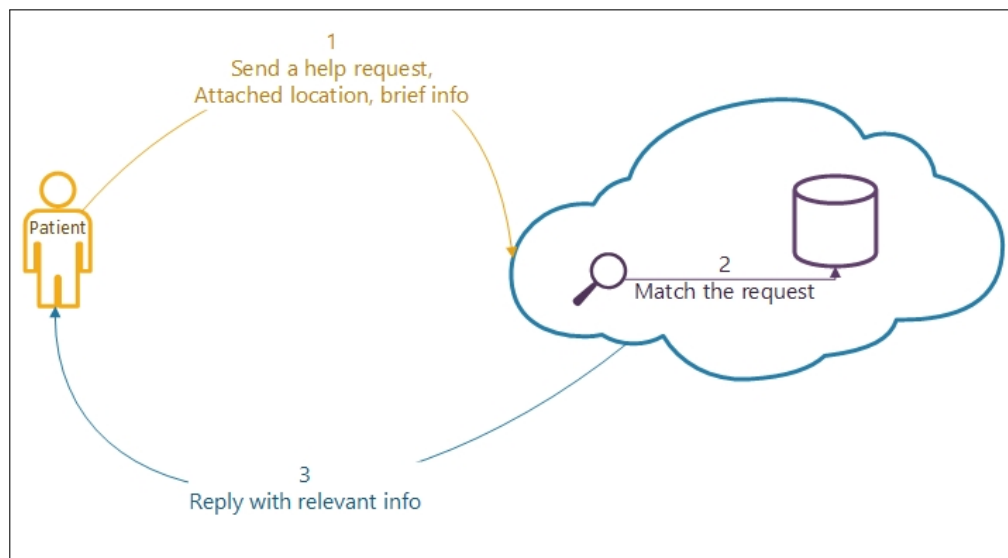 1
Send a help request,
Attached location, brief info
Patient
2
Match the request
3
Reply with relevant info